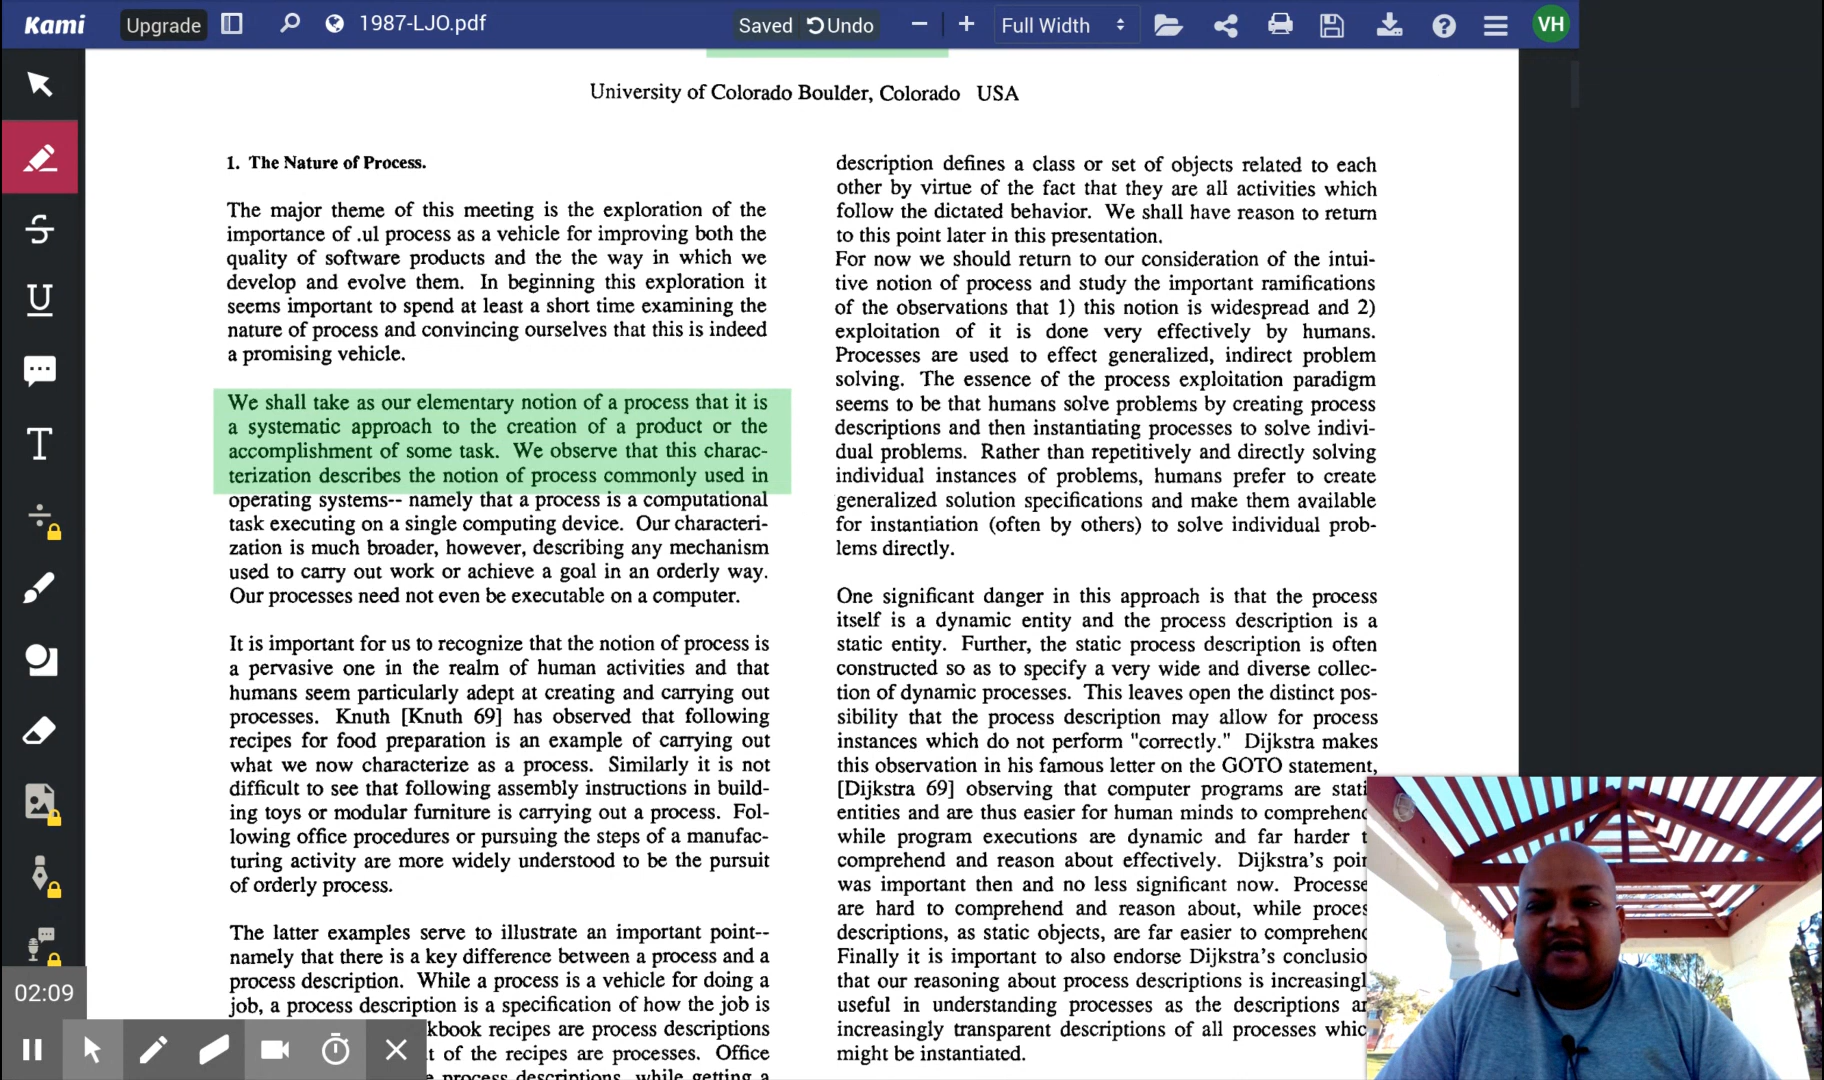 Kami Upgrade 1987-LJO.pdf Saved Undo Full Width VH
University of Colorado Boulder, Colorado USA
1. The Nature of Process.
The major theme of this meeting is the exploration of the
importance of .ul process as a vehicle for improving both the
quality of software products and the the way in which we
develop and evolve them. In beginning this exploration it
seems important to spend at least a short time examining the
nature of process and convincing ourselves that this is indeed
a promising vehicle.
We shall take as our elementary notion of a process that it is
a systematic approach to the creation of a product or the
accomplishment of some task. We observe that this charac-
terization describes the notion of process commonly used in
operating systems-- namely that a process is a computational
task executing on a single computing device. Our characteri-
zation is much broader, however, describing any mechanism
used to carry out work or achieve a goal in an orderly way.
Our processes need not even be executable on a computer.
It is important for us to recognize that the notion of process is
a pervasive one in the realm of human activities and that
humans seem particularly adept at creating and carrying out
processes. Knuth [Knuth 69] has observed that following
recipes for food preparation is an example of carrying out
what we now characterize as a process. Similarly it is not
difficult to see that following assembly instructions in build-
ing toys or modular furniture is carrying out a process. Fol-
lowing office procedures or pursuing the steps of a manufac-
turing activity are more widely understood to be the pursuit
of orderly process.
The latter examples serve to illustrate an important point--
namely that there is a key difference between a process and a
process description. While a process is a vehicle for doing a
job, a process description is a specification of how the job is
kbook recipes are process descriptions
of the recipes are processes. Office
process descriptions, while getting a
description defines a class or set of objects related to each
other by virtue of the fact that they are all activities which
follow the dictated behavior. We shall have reason to return
to this point later in this presentation.
For now we should return to our consideration of the intui-
tive notion of process and study the important ramifications
of the observations that 1) this notion is widespread and 2)
exploitation of it is done very effectively by humans.
Processes are used to effect generalized, indirect problem
solving. The essence of the process exploitation paradigm
seems to be that humans solve problems by creating process
descriptions and then instantiating processes to solve indivi-
dual problems. Rather than repetitively and directly solving
individual instances of problems, humans prefer to create
generalized solution specifications and make them available
for instantiation (often by others) to solve individual prob-
lems directly.
One significant danger in this approach is that the process
itself is a dynamic entity and the process description is a
static entity. Further, the static process description is often
constructed so as to specify a very wide and diverse collec-
tion of dynamic processes. This leaves open the distinct pos-
sibility that the process description may allow for process
instances which do not perform "correctly." Dijkstra makes
this observation in his famous letter on the GOTO statement,
[Dijkstra 69] observing that computer programs are stati
entities and are thus easier for human minds to comprehend
while program executions are dynamic and far harder t
comprehend and reason about effectively. Dijkstra's poin
was important then and no less significant now. Processe
are hard to comprehend and reason about, while proces
descriptions, as static objects, are far easier to comprehend
Finally it is important to also endorse Dijkstra's conclusio
that our reasoning about process descriptions is increasingl
useful in understanding processes as the descriptions ar
increasingly transparent descriptions of all processes whic
might be instantiated.
02:09